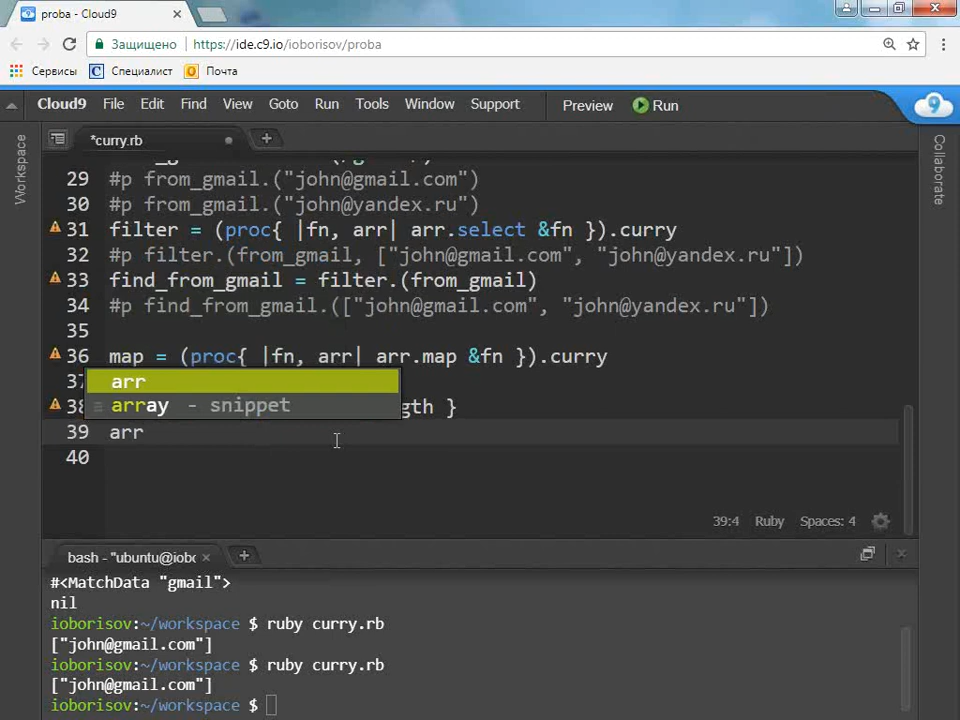 proba - Cloud9
Защищено https://ide.c9.io/ioborisov/proba
Сервисы C Специалист Почта
Cloud9 File Edit Find View Goto Run Tools Window Support Preview Run 9
Workspace
Collaborate
*curry.rb
29 #p from_gmail.("john@gmail.com")
30 #p from_gmail.("john@yandex.ru")
31 filter = (proc{ |fn, arr| arr.select &fn }).curry
32 #p filter.(from_gmail, ["john@gmail.com", "john@yandex.ru"])
33 find_from_gmail = filter.(from_gmail)
34 #p find_from_gmail.(["john@gmail.com", "john@yandex.ru"])
35
36 map = (proc{ |fn, arr| arr.map &fn }).curry
arr
array - snippet
gth }
39 arr
40
39:4 Ruby Spaces: 4
bash - "ubuntu@iobo
#<MatchData "gmail">
nil
ioborisov:~/workspace $ ruby curry.rb
["john@gmail.com"]
ioborisov:~/workspace $ ruby curry.rb
["john@gmail.com"]
ioborisov:~/workspace $